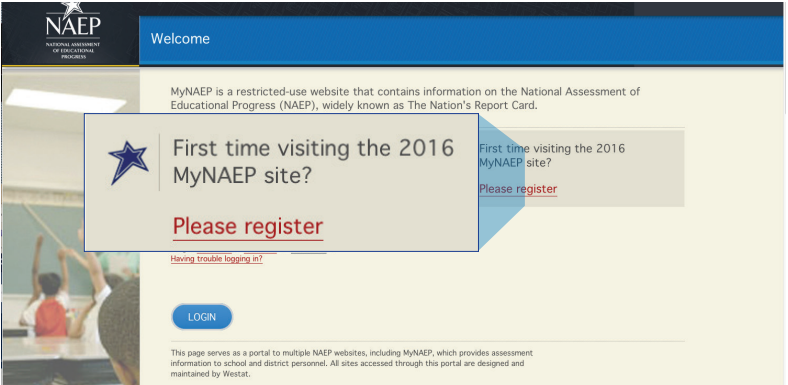 NAEP
NATIONAL ASSESSMENT
OF EDUCATIONAL
PROGRESS
Welcome
MyNAEP is a restricted-use website that contains information on the National Assessment of
Educational Progress (NAEP), widely known as The Nation's Report Card.
First time visiting the 2016
MyNAEP site?
Please register
First time visiting the 2016
MyNAEP site?
Please register
Having trouble logging in?
LOGIN
This page serves as a portal to multiple NAEP websites, including MyNAEP, which provides assessment
information to school and district personnel. All sites accessed through this portal are designed and
maintained by Westat.